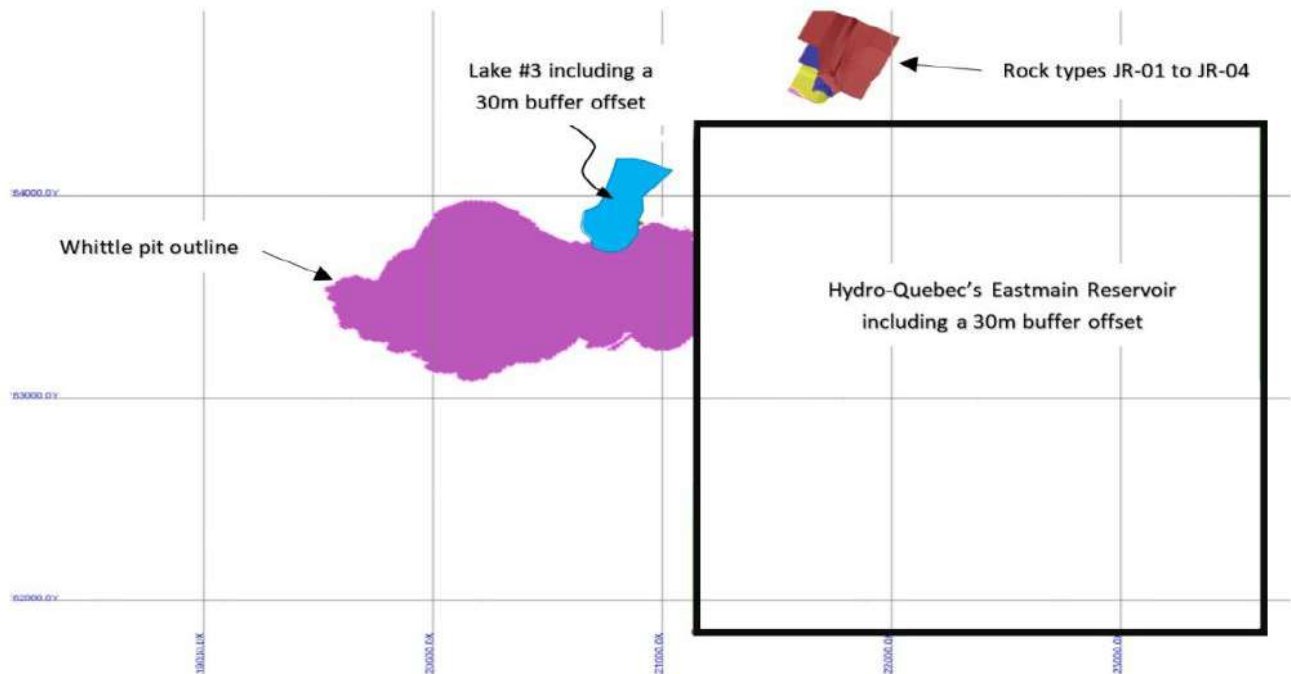 Lake #3 including a
30m buffer offset
Rock types JR-01 to JR-04
Whittle pit outline
Hydro-Quebec’s Eastmain Reservoir
including a 30m buffer offset